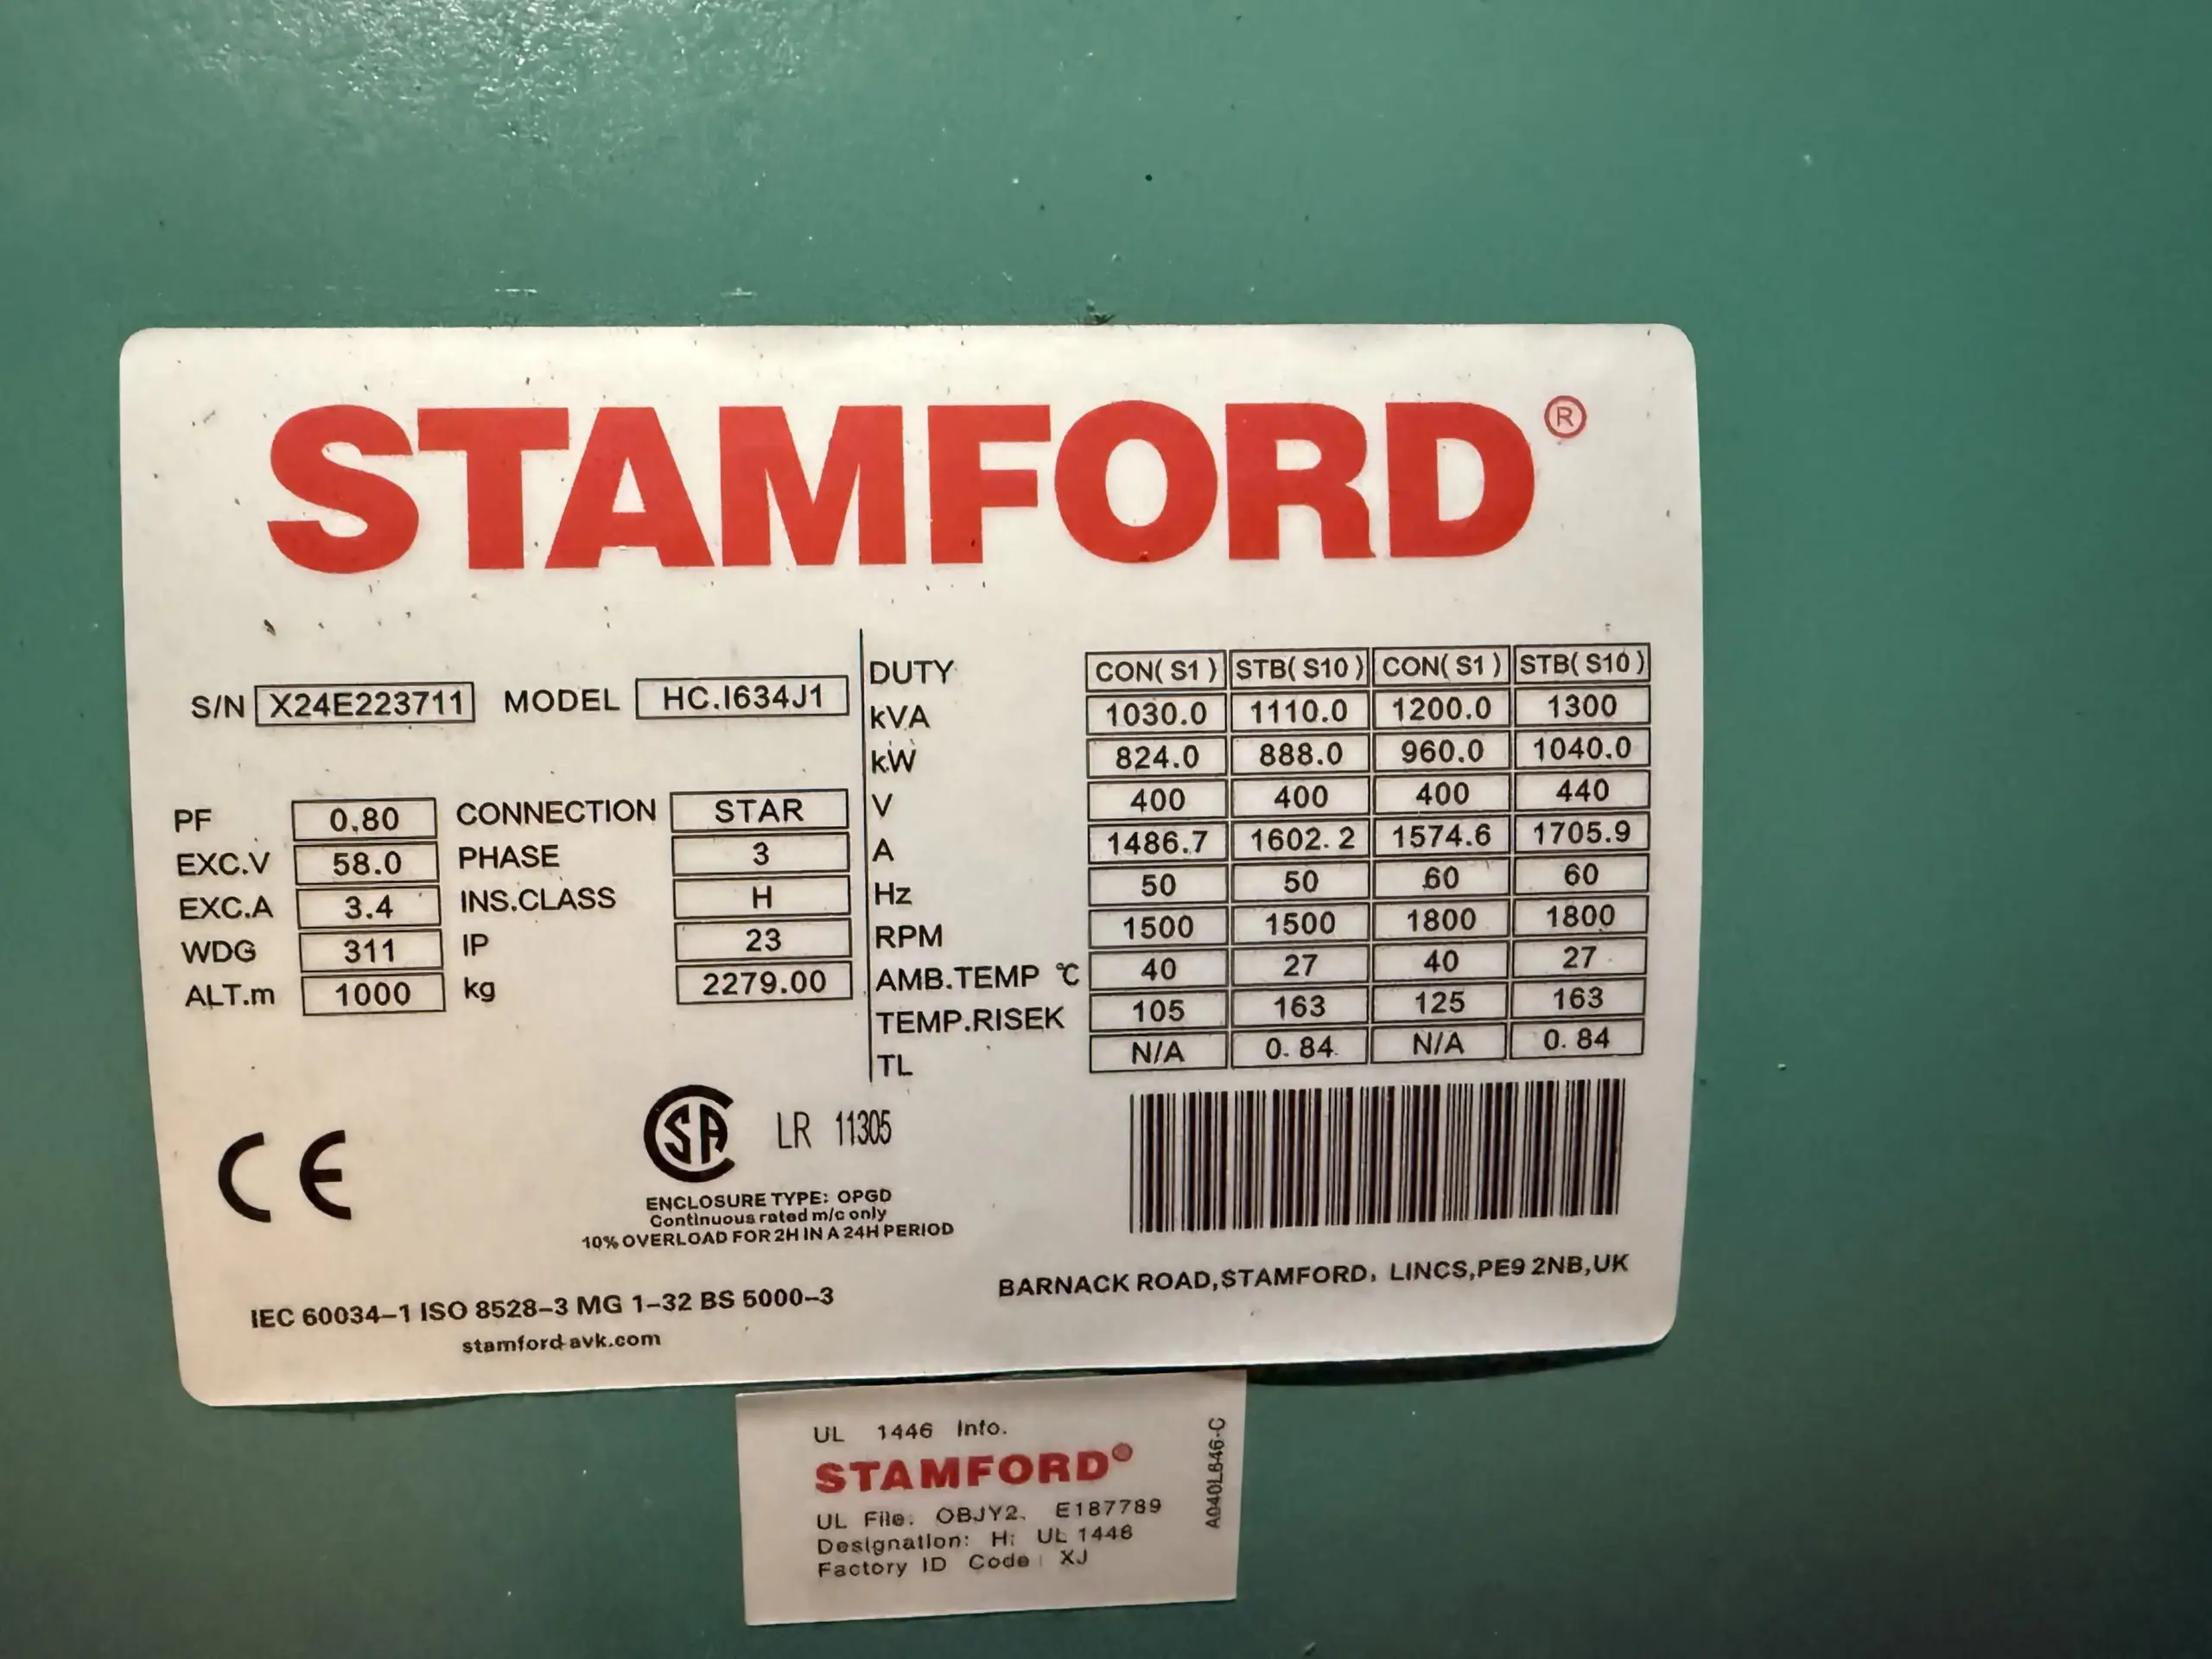 STAMFORD®
S/N X24E223711 MODEL HC.I634J1
PF 0.80 CONNECTION STAR
EXC.V 58.0 PHASE 3
EXC.A 3.4 INS.CLASS H
WDG 311 IP 23
ALT.m 1000 kg 2279.00
DUTY CON(S1) STB(S10) CON(S1) STB(S10)
kVA 1030.0 1110.0 1200.0 1300
kW 824.0 888.0 960.0 1040.0
V 400 400 400 440
A 1486.7 1602.2 1574.6 1705.9
Hz 50 50 60 60
RPM 1500 1500 1800 1800
AMB.TEMP ℃ 40 27 40 27
TEMP.RISEK 105 163 125 163
TL N/A 0.84 N/A 0.84
CE
CSA LR 11305
ENCLOSURE TYPE: OPGD
Continuous rated m/c only
10% OVERLOAD FOR 2H IN A 24H PERIOD
IEC 60034-1 ISO 8528-3 MG 1-32 BS 5000-3
stamford-avk.com
BARNACK ROAD,STAMFORD, LINCS,PE9 2NB,UK
UL 1446 Info.
STAMFORD®
UL File: OBJY2, E187789
Designation: H: UL 1446
Factory ID Code: XJ
A040L646-C